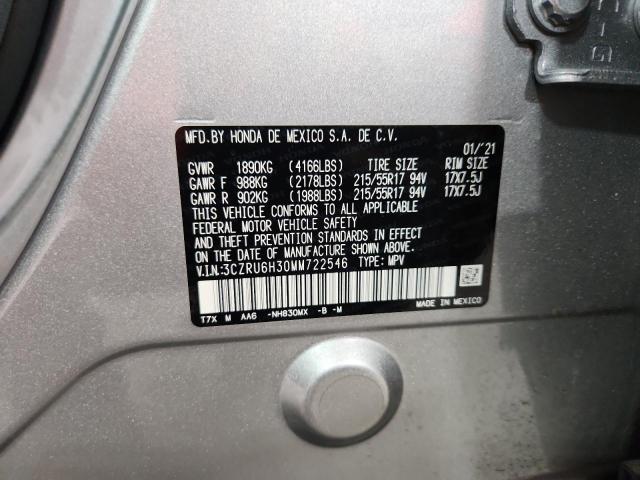 MFD.BY HONDA DE MEXICO S.A. DE C.V.
01/'21
GVWR 1890KG (4166LBS) TIRE SIZE RIM SIZE
GAWR F 988KG (2178LBS) 215/55R17 94V 17X7.5J
GAWR R 902KG (1988LBS) 215/55R17 94V 17X7.5J
THIS VEHICLE CONFORMS TO ALL APPLICABLE
FEDERAL MOTOR VEHICLE SAFETY
AND THEFT PREVENTION STANDARDS IN EFFECT
ON THE DATE OF MANUFACTURE SHOWN ABOVE.
V.I.N:3CZRU6H30MM722546 TYPE: MPV
MADE IN MEXICO
T7X M AA6 -NH830MX -B -M